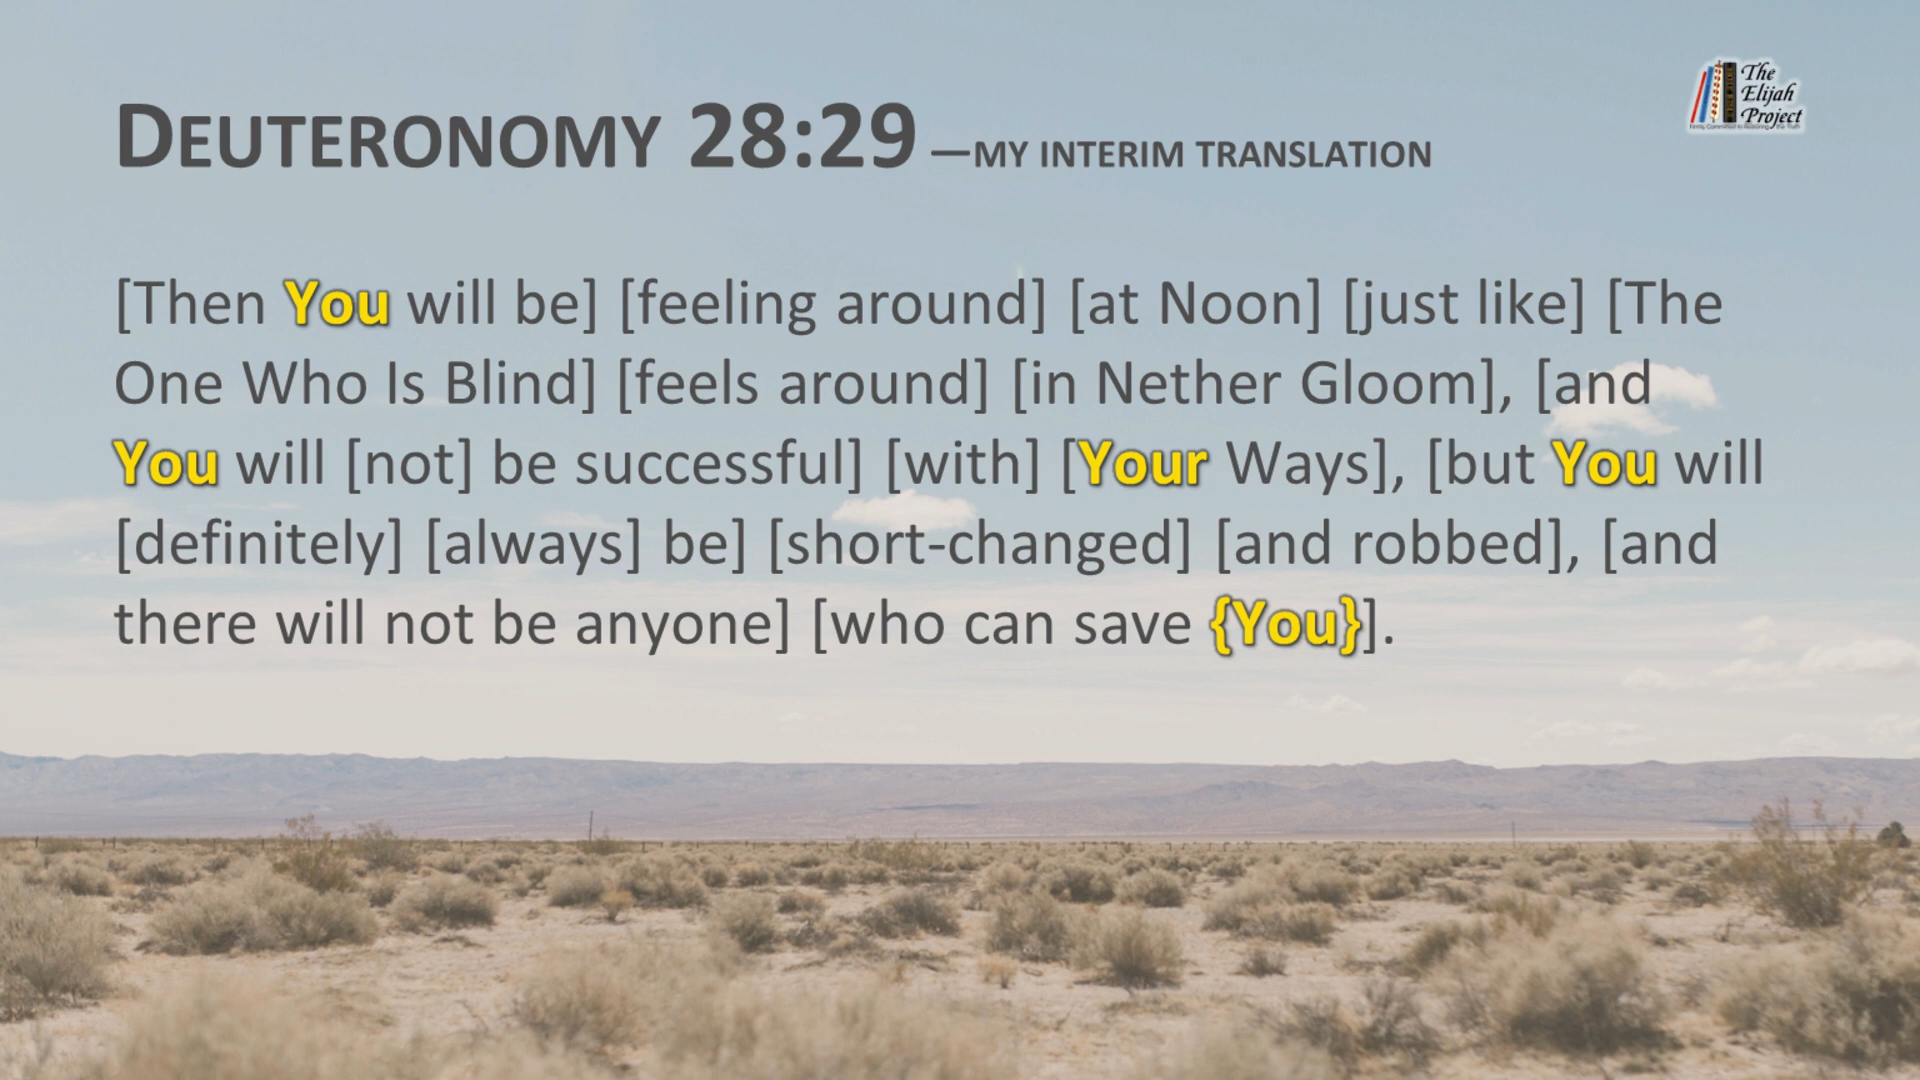 DEUTERONOMY 28:29 —MY INTERIM TRANSLATION
The
Elijah
Project
[Then You will be] [feeling around] [at Noon] [just like] [The
One Who Is Blind] [feels around] [in Nether Gloom], [and
You will [not] be successful] [with] [Your Ways], [but You will
[definitely] [always] be] [short-changed] [and robbed], [and
there will not be anyone] [who can save {You}].